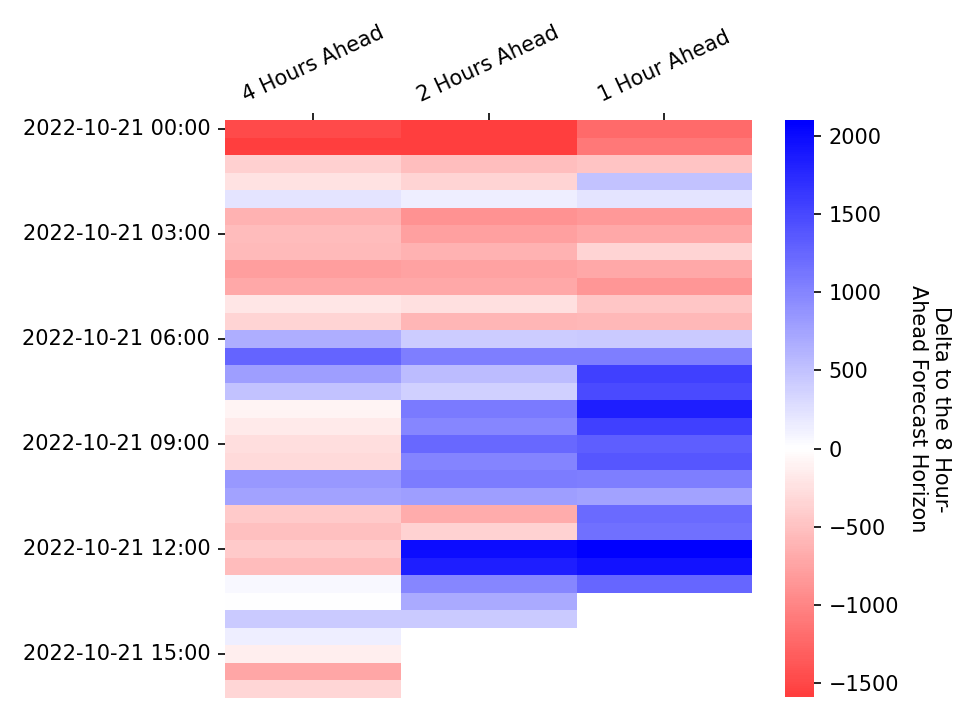 4 Hours Ahead
2 Hours Ahead
1 Hour Ahead
2022-10-21 00:00
2022-10-21 03:00
2022-10-21 06:00
2022-10-21 09:00
2022-10-21 12:00
2022-10-21 15:00
2000
1500
1000
500
0
−500
−1000
−1500
Delta to the 8 Hour-
Ahead Forecast Horizon